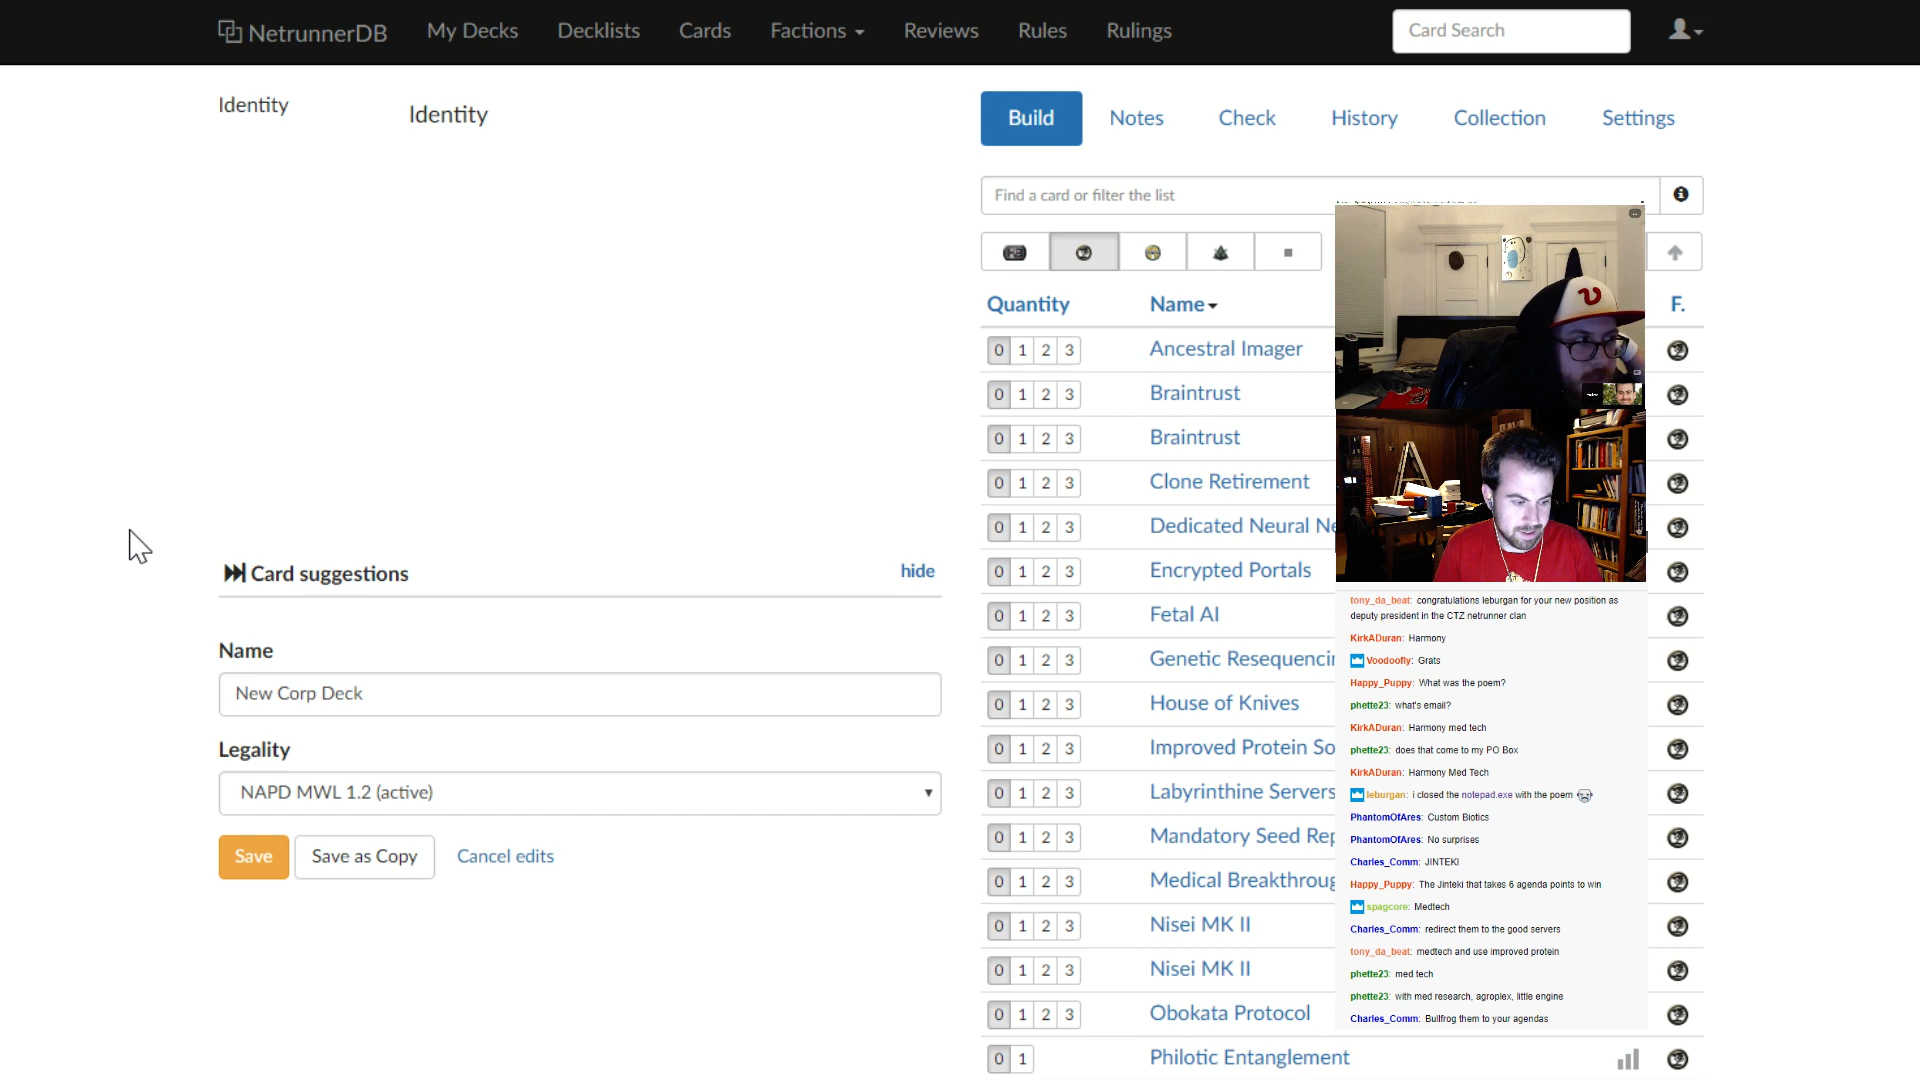 NetrunnerDB
My Decks
Decklists
Cards
Factions
Reviews
Rules
Rulings
Card Search
Identity
Identity
Build
Notes
Check
History
Collection
Settings
Find a card or filter the list
Quantity
Name
F.
0 1 2 3
Ancestral Imager
0 1 2 3
Braintrust
0 1 2 3
Braintrust
0 1 2 3
Clone Retirement
0 1 2 3
Dedicated Neural Ne
0 1 2 3
Encrypted Portals
0 1 2 3
Fetal AI
0 1 2 3
Genetic Resequencin
0 1 2 3
House of Knives
0 1 2 3
Improved Protein So
0 1 2 3
Labyrinthine Servers
0 1 2 3
Mandatory Seed Rep
0 1 2 3
Medical Breakthroug
0 1 2 3
Nisei MK II
0 1 2 3
Nisei MK II
0 1 2 3
Obokata Protocol
0 1
Philotic Entanglement
Card suggestions
hide
Name
New Corp Deck
Legality
NAPD MWL 1.2 (active)
Save
Save as Copy
Cancel edits
tony_da_beat: congratulations leburgan for your new position as
deputy president in the CTZ netrunner clan
KirkADuran: Harmony
Voodoofly: Grats
Happy_Puppy: What was the poem?
phette23: what's email?
KirkADuran: Harmony med tech
phette23: does that come to my PO Box
KirkADuran: Harmony Med Tech
leburgan: i closed the notepad.exe with the poem
PhantomOfAres: Custom Biotics
PhantomOfAres: No surprises
Charles_Comm: JINTEKI
Happy_Puppy: The Jinteki that takes 6 agenda points to win
spagcore: Medtech
Charles_Comm: redirect them to the good servers
tony_da_beat: medtech and use improved protein
phette23: med tech
phette23: with med research, agroplex, little engine
Charles_Comm: Bullfrog them to your agendas